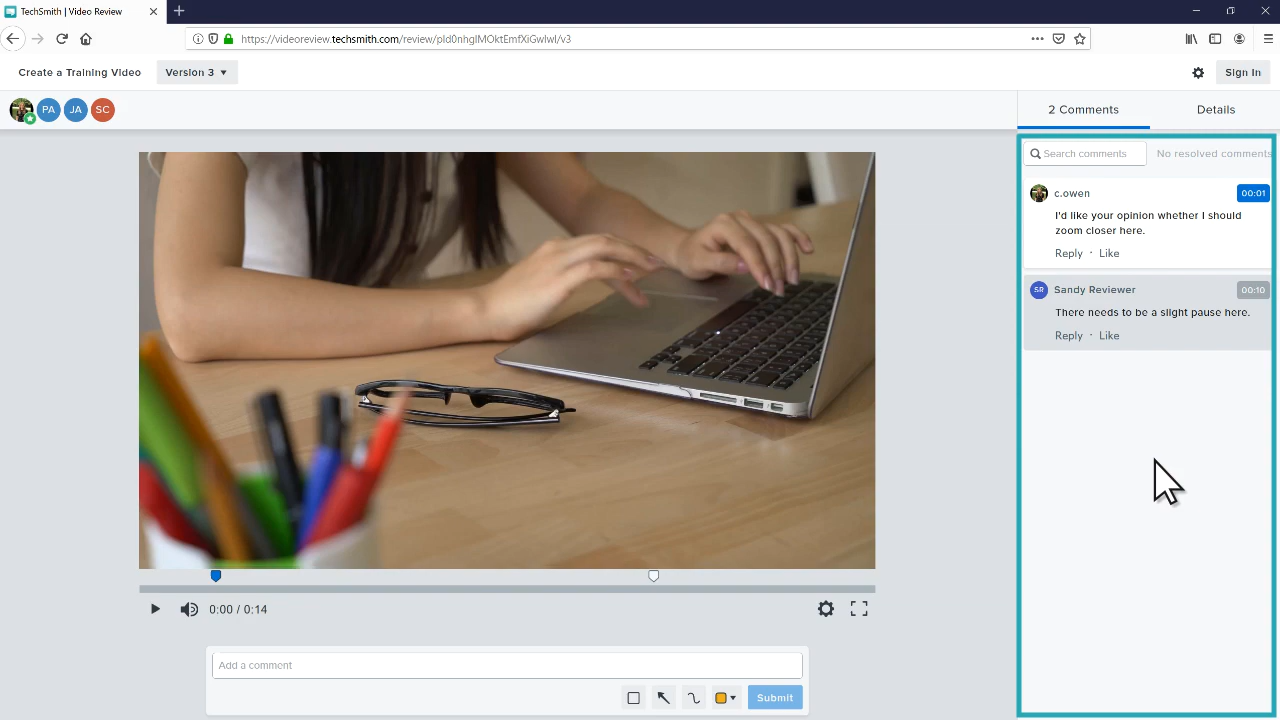 TechSmith | Video Review
https://videoreview.techsmith.com/review/pld0nhglMOktEmfXiGwlwl/v3
Create a Training Video
Version 3
Sign In
PA
JA
SC
2 Comments
Details
Search comments
No resolved comments
c.owen
00:01
I'd like your opinion whether I should
zoom closer here.
Reply · Like
SR
Sandy Reviewer
00:10
There needs to be a slight pause here.
Reply · Like
0:00 / 0:14
Add a comment
Submit